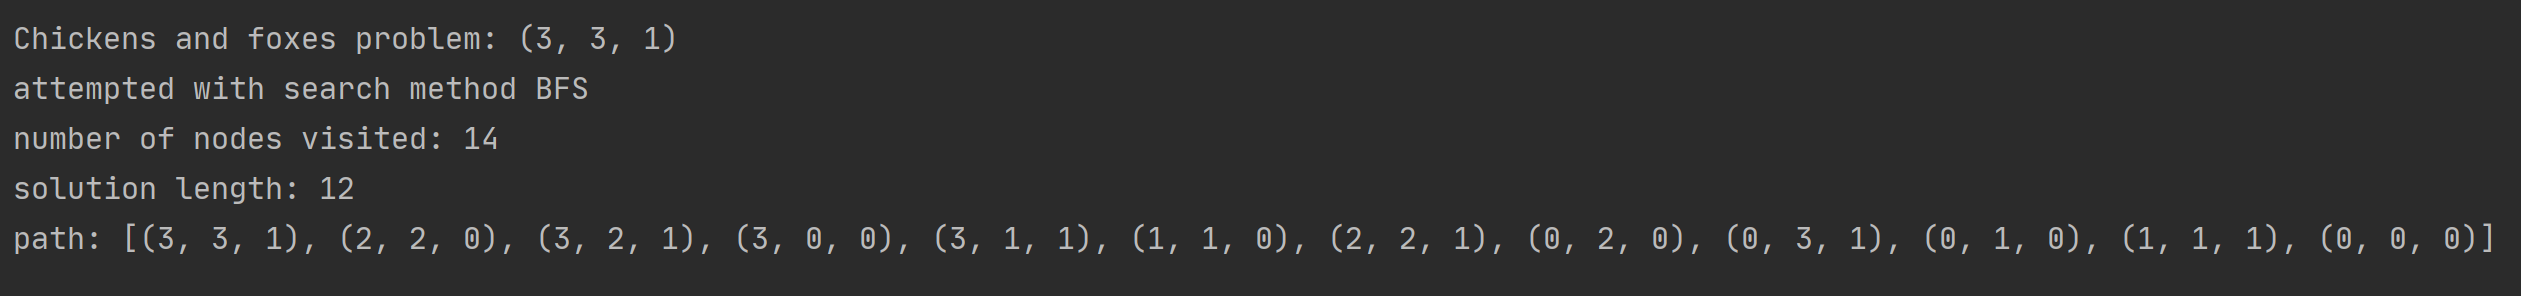 Chickens and foxes problem: (3, 3, 1)
attempted with search method BFS
number of nodes visited: 14
solution length: 12
path: [(3, 3, 1), (2, 2, 0), (3, 2, 1), (3, 0, 0), (3, 1, 1), (1, 1, 0), (2, 2, 1), (0, 2, 0), (0, 3, 1), (0, 1, 0), (1, 1, 1), (0, 0, 0)]